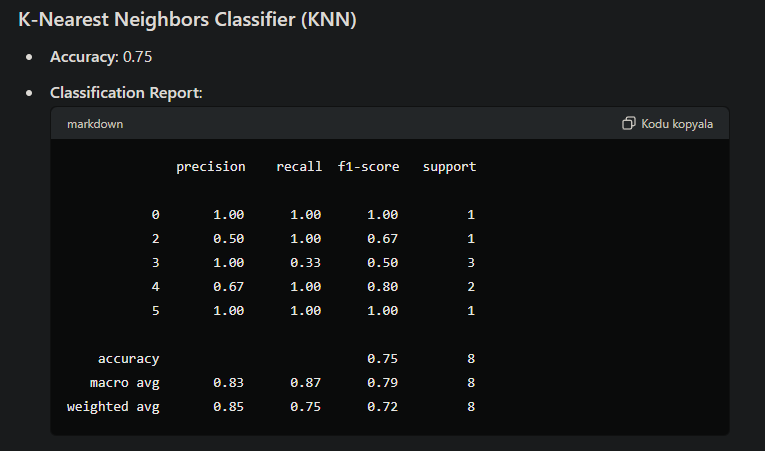 K-Nearest Neighbors Classifier (KNN)
Accuracy: 0.75
Classification Report:
markdown Kodu kopyala
precision recall f1-score support
0 1.00 1.00 1.00 1
2 0.50 1.00 0.67 1
3 1.00 0.33 0.50 3
4 0.67 1.00 0.80 2
5 1.00 1.00 1.00 1
accuracy 0.75 8
macro avg 0.83 0.87 0.79 8
weighted avg 0.85 0.75 0.72 8